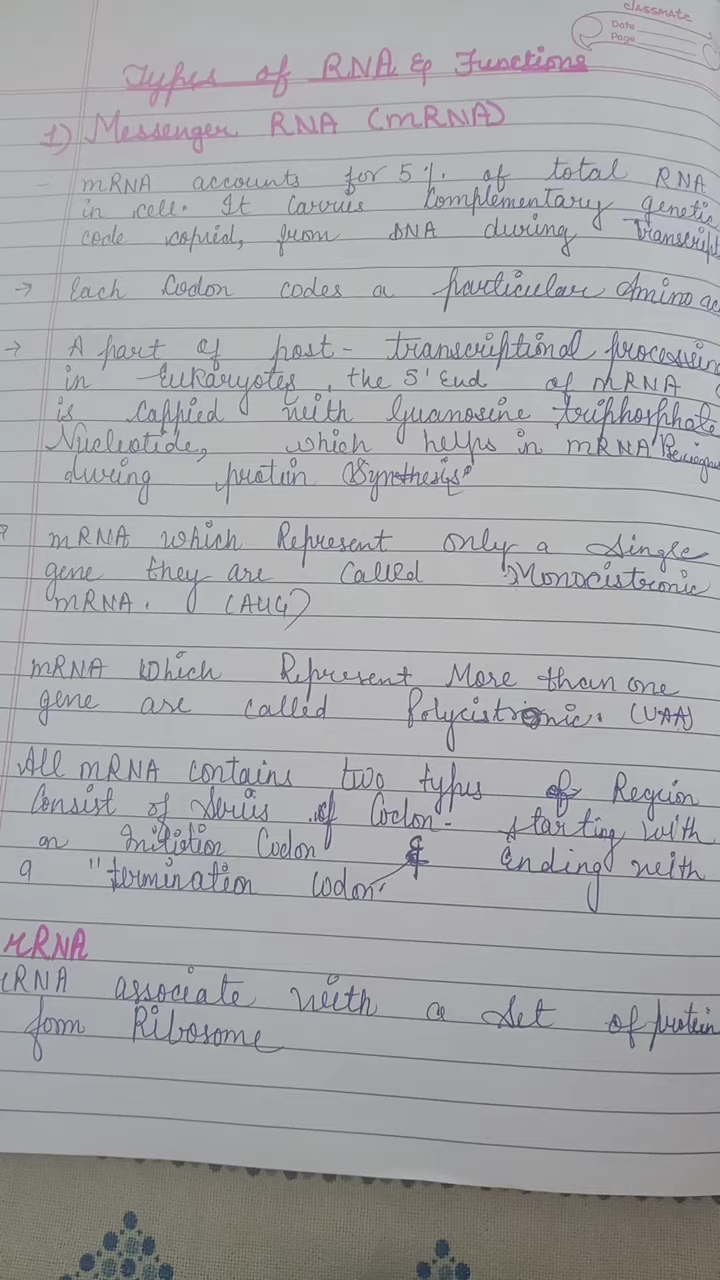 classmate
Date
Page
Types of RNA & Functions
1) Messenger RNA (mRNA)
- mRNA accounts for 5%. of total RNA
in cell. It Carries Complementary genetic
code copied, from DNA during Transcript
→ Each Codon codes a particular Amino ac
→ A part of post- transcriptional processin
in Eukaryotes, the 5' End of mRNA
is Cappied with Guanosine triphosphate
Nucleotide, which helps in mRNA
during protein Synthesis
mRNA which Represent only a Single
gene they are Called Monocistronic
mRNA. (AUG)
mRNA which Represent More than one
gene are called Polycistronic. (UAA)
All mRNA contains two types of Region
Consist of Series of Codon- starting with
an Initiation Codon & Ending with
a "termination codon.
rRNA
rRNA associate with a Set of protein
form Ribosome